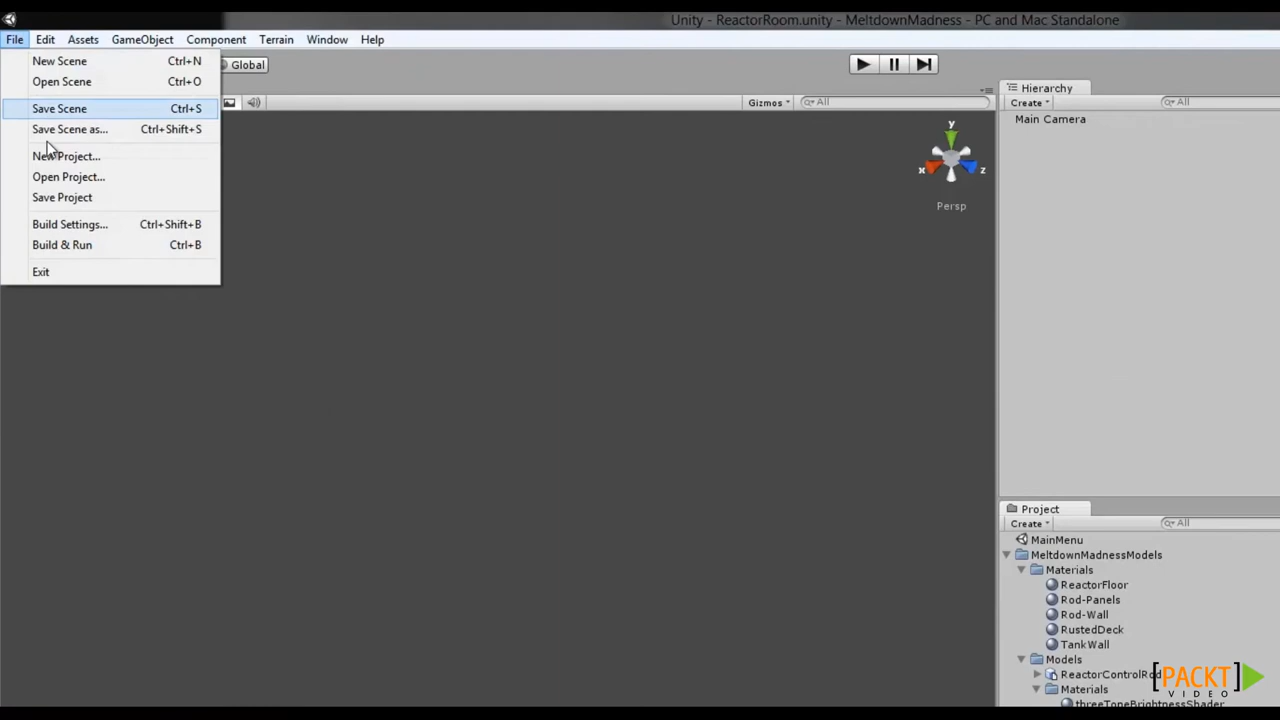 Unity - ReactorRoom.unity - MeltdownMadness - PC and Mac Standalone
File Edit Assets GameObject Component Terrain Window Help
New Scene Ctrl+N
Global
Open Scene Ctrl+O
Hierarchy
Save Scene Ctrl+S
Gizmos All
Create All
Save Scene as... Ctrl+Shift+S
Main Camera
y
New Project...
x z
Open Project...
Save Project
Persp
Build Settings... Ctrl+Shift+B
Build & Run Ctrl+B
Exit
Project
Create All
MainMenu
MeltdownMadnessModels
Materials
ReactorFloor
Rod-Panels
Rod-Wall
RustedDeck
TankWall
Models
ReactorControlRod
Materials
threeToneBrightnessShader
[PACKT]
VIDEO